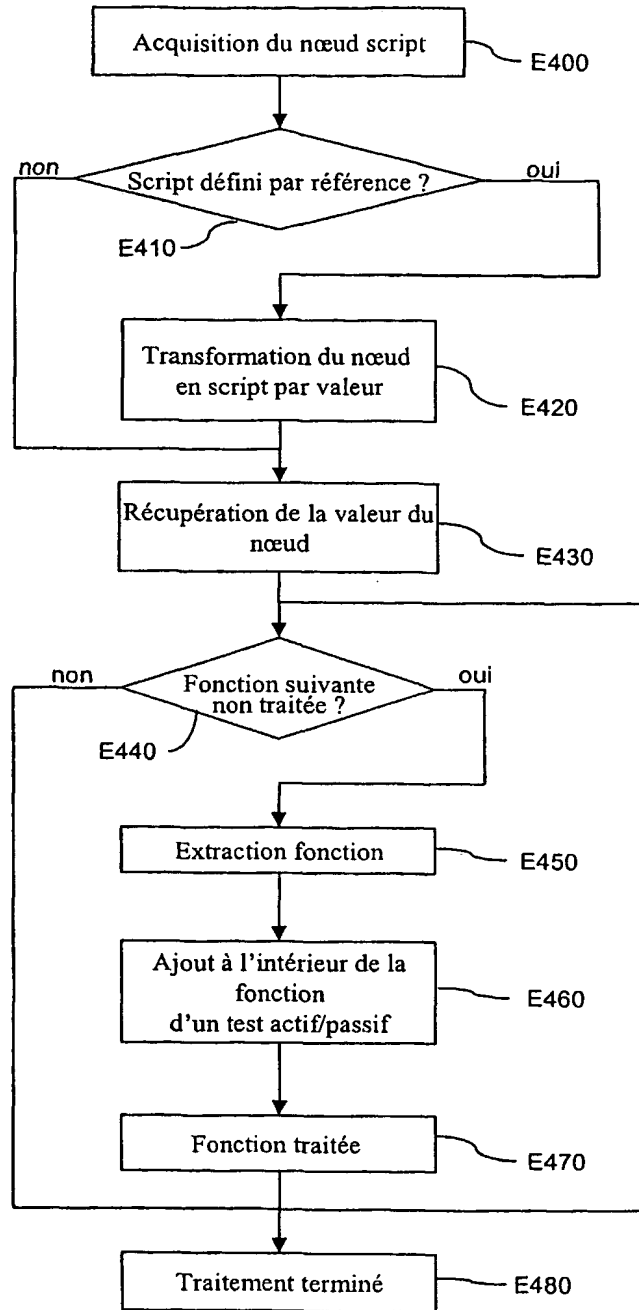 Acquisition du nœud script
E400
non
Script défini par référence ?
oui
E410
Transformation du nœud
en script par valeur
E420
Récupération de la valeur du
nœud
E430
non
Fonction suivante
non traitée ?
oui
E440
Extraction fonction
E450
Ajout à l'intérieur de la
fonction
d'un test actif/passif
E460
Fonction traitée
E470
Traitement terminé
E480